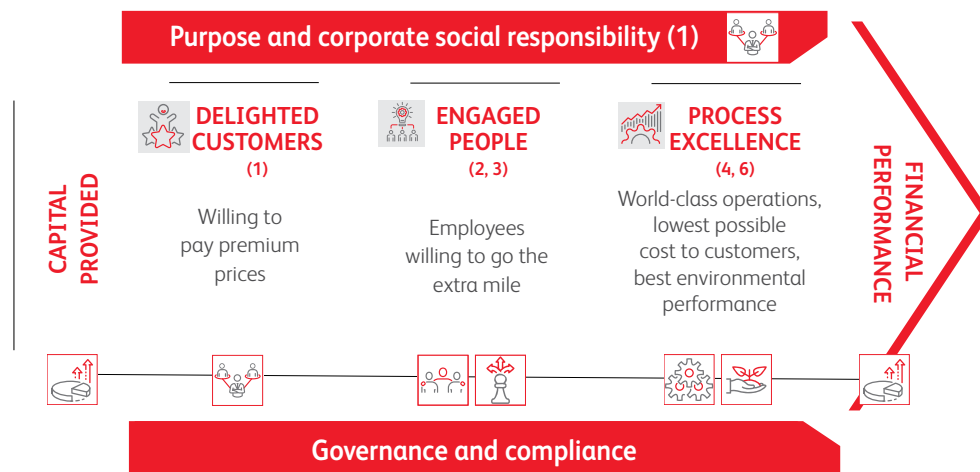 Purpose and corporate social responsibility (1)
CAPITAL
PROVIDED
DELIGHTED
CUSTOMERS
(1)
Willing to
pay premium
prices
ENGAGED
PEOPLE
(2, 3)
Employees
willing to go the
extra mile
PROCESS
EXCELLENCE
(4, 6)
World-class operations,
lowest possible
cost to customers,
best environmental
performance
FINANCIAL
PERFORMANCE
Governance and compliance